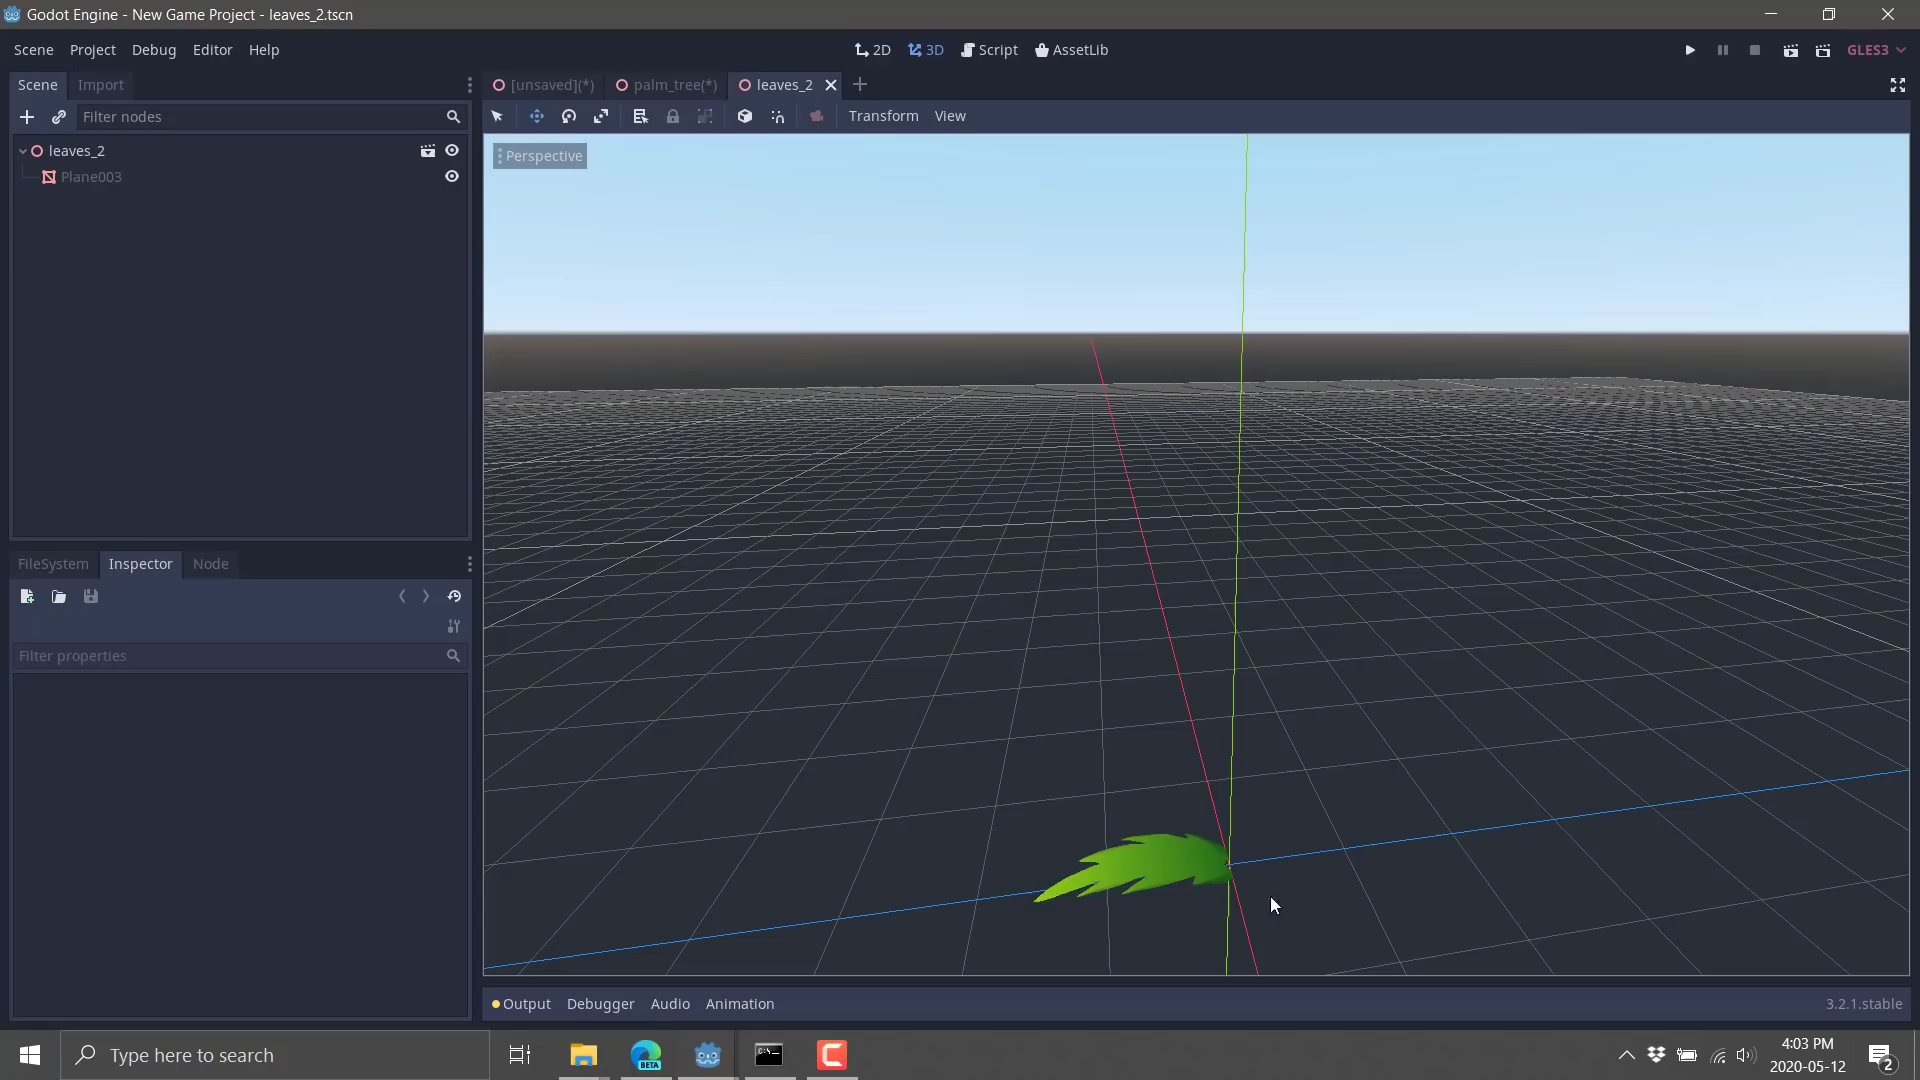 Godot Engine - New Game Project - leaves_2.tscn
Scene Project Debug Editor Help
2D 3D Script AssetLib
GLES3
Scene Import
[unsaved](*) palm_tree(*) leaves_2
Filter nodes
Transform View
leaves_2
Plane003
Perspective
FileSystem Inspector Node
Filter properties
Output Debugger Audio Animation
3.2.1.stable
Type here to search
BETA
4:03 PM
2020-05-12
2